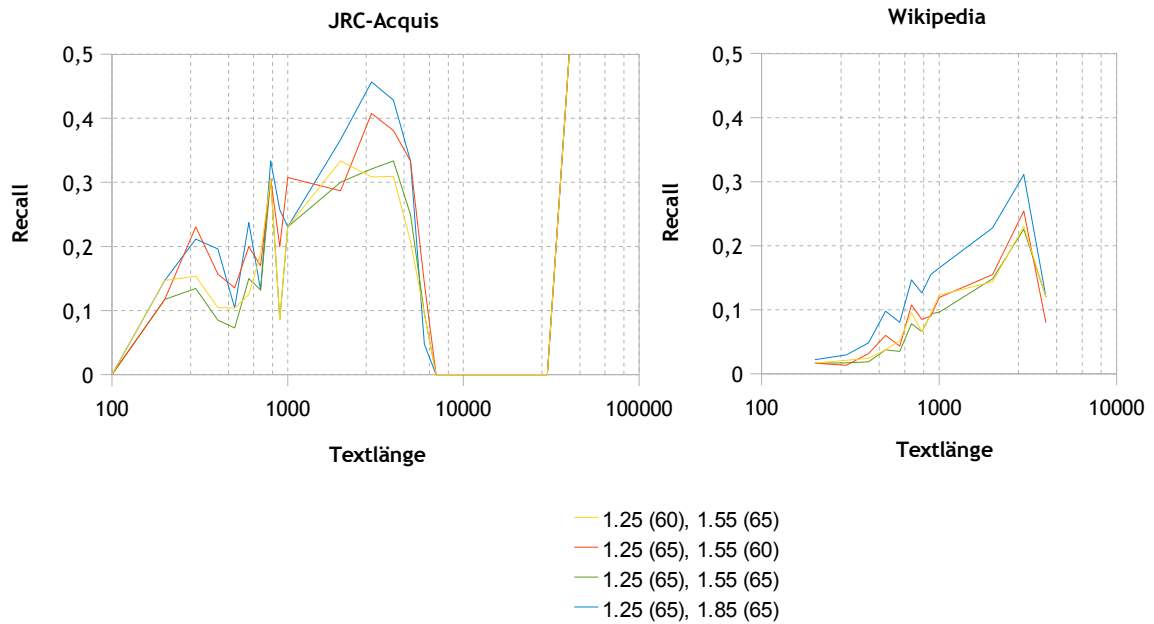 JRC-Acquis
0,5
0,4
0,3
0,2
0,1
0
Recall
100
1000
10000
100000
Textlänge
Wikipedia
0,5
0,4
0,3
0,2
0,1
0
Recall
100
1000
10000
Textlänge
1.25 (60), 1.55 (65)
1.25 (65), 1.55 (60)
1.25 (65), 1.55 (65)
1.25 (65), 1.85 (65)